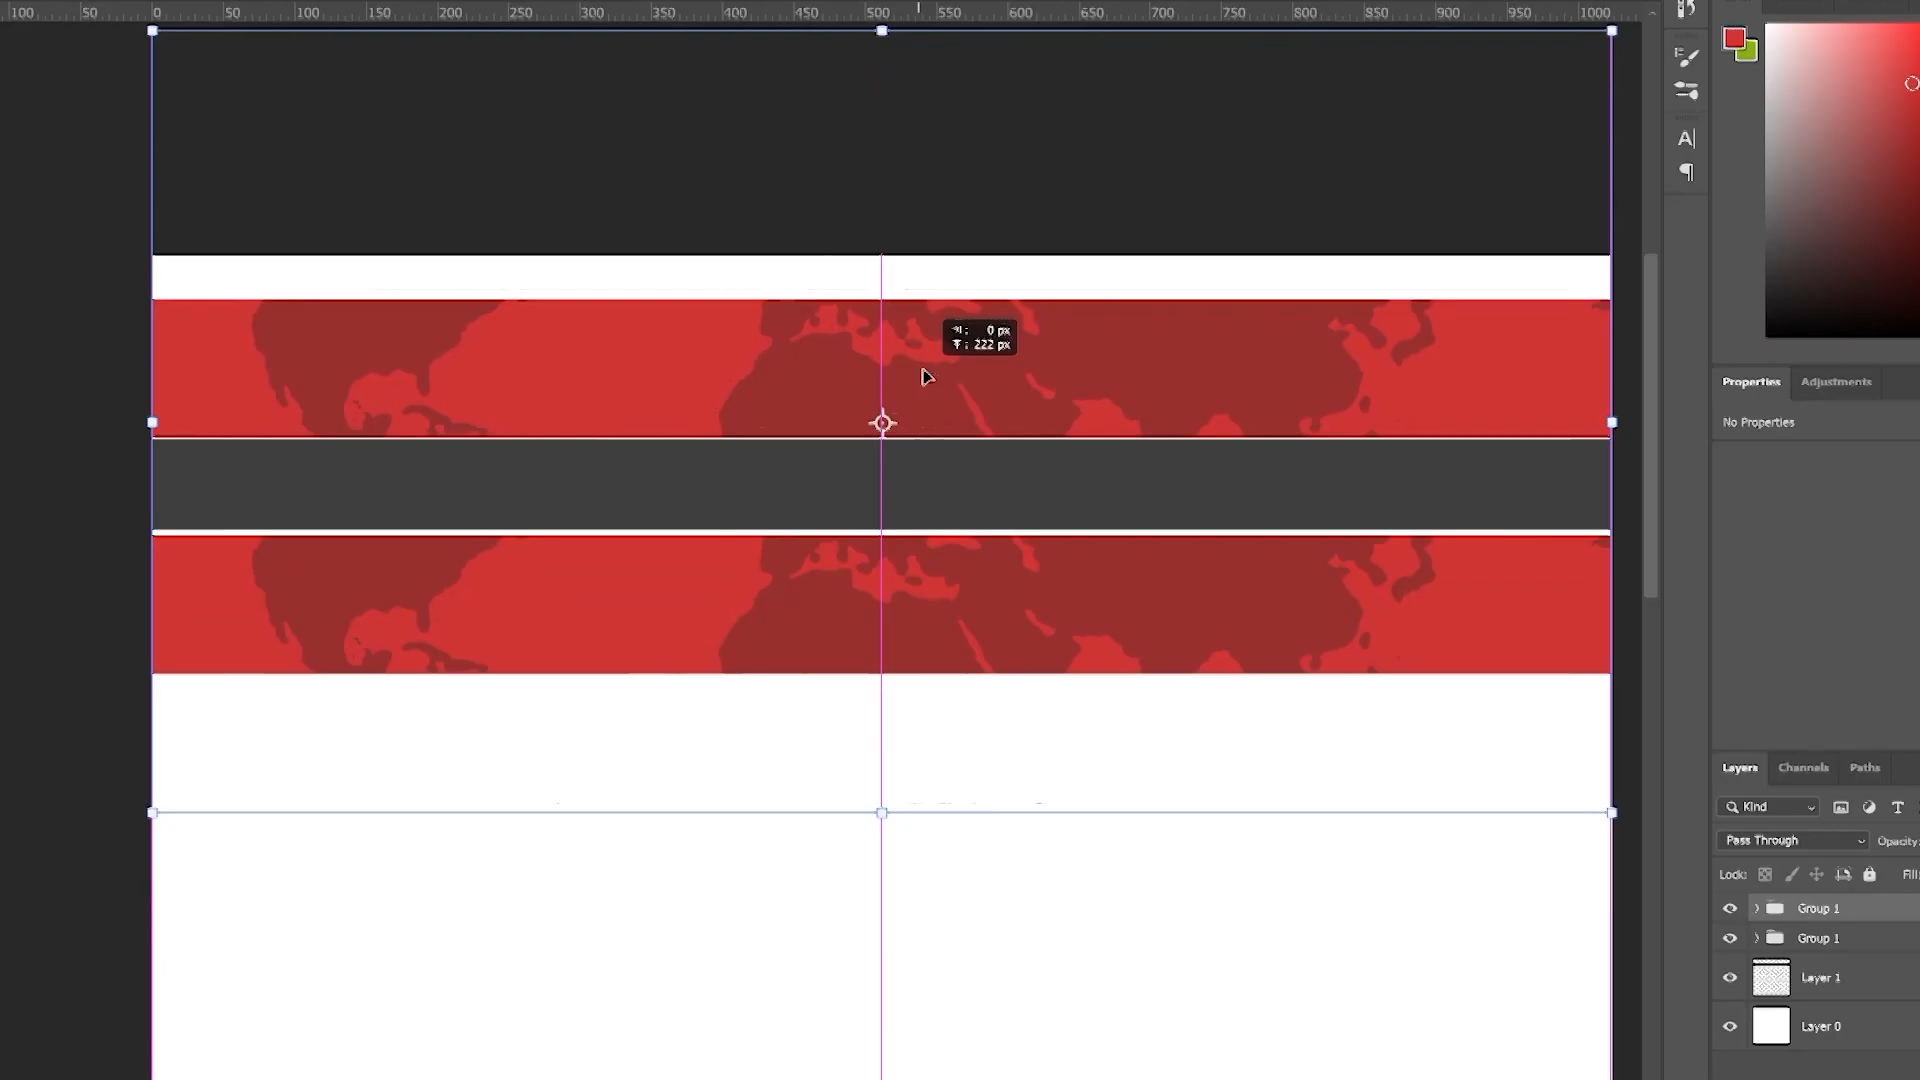 100 50 0 50 100 150 200 250 300 350 400 450 500 550 600 650 700 750 800 850 900 950 1000
A|
: 0 px
: 222 px
Properties Adjustments
No Properties
Layers Channels Paths
Kind T
Pass Through Opacity:
Lock: Fill
Group 1
Group 1
Layer 1
Layer 0